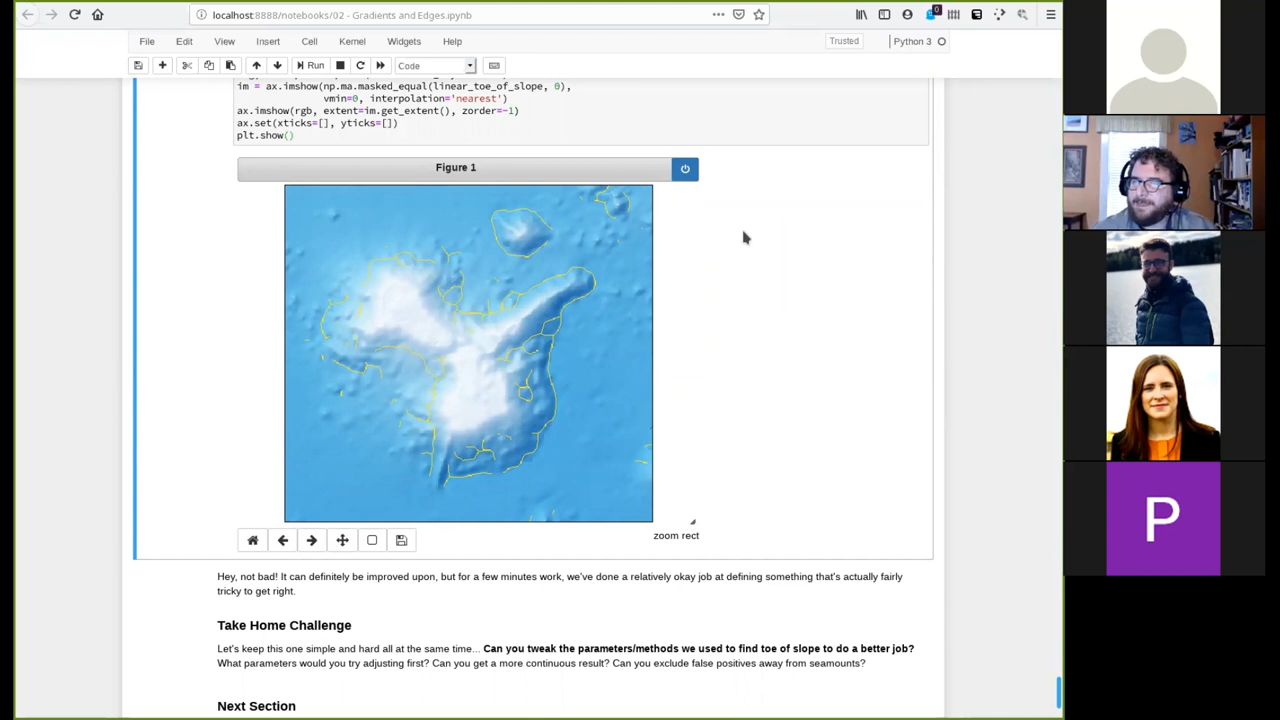 localhost:8888/notebooks/02 - Gradients and Edges.ipynb
0
File Edit View Insert Cell Kernel Widgets Help Trusted Python 3
Run Code
im = ax.imshow(np.ma.masked_equal(linear_toe_of_slope, 0),
vmin=0, interpolation='nearest')
ax.imshow(rgb, extent=im.get_extent(), zorder=-1)
ax.set(xticks=[], yticks=[])
plt.show()
Figure 1
zoom rect
Hey, not bad! It can definitely be improved upon, but for a few minutes work, we've done a relatively okay job at defining something that's actually fairly
tricky to get right.
Take Home Challenge
Let's keep this one simple and hard all at the same time... Can you tweak the parameters/methods we used to find toe of slope to do a better job?
What parameters would you try adjusting first? Can you get a more continuous result? Can you exclude false positives away from seamounts?
Next Section
P